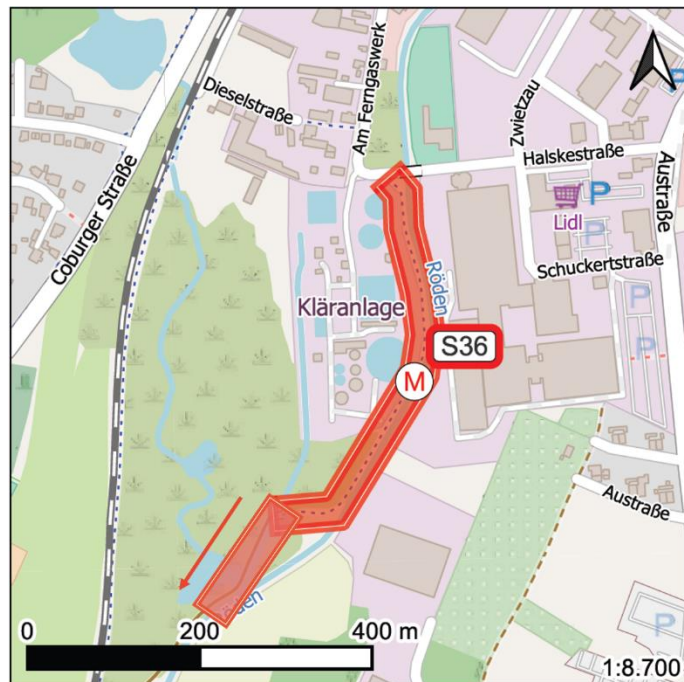 Dieselstraße
Am Ferngaswerk
Zwietzau
P
Halskestraße
Austraße
Coburger Straße
P
Lidl
P
Röden
Schuckertstraße
P
Kläranlage
S36
P
M
Austraße
P
0
200
400 m
1:8.700